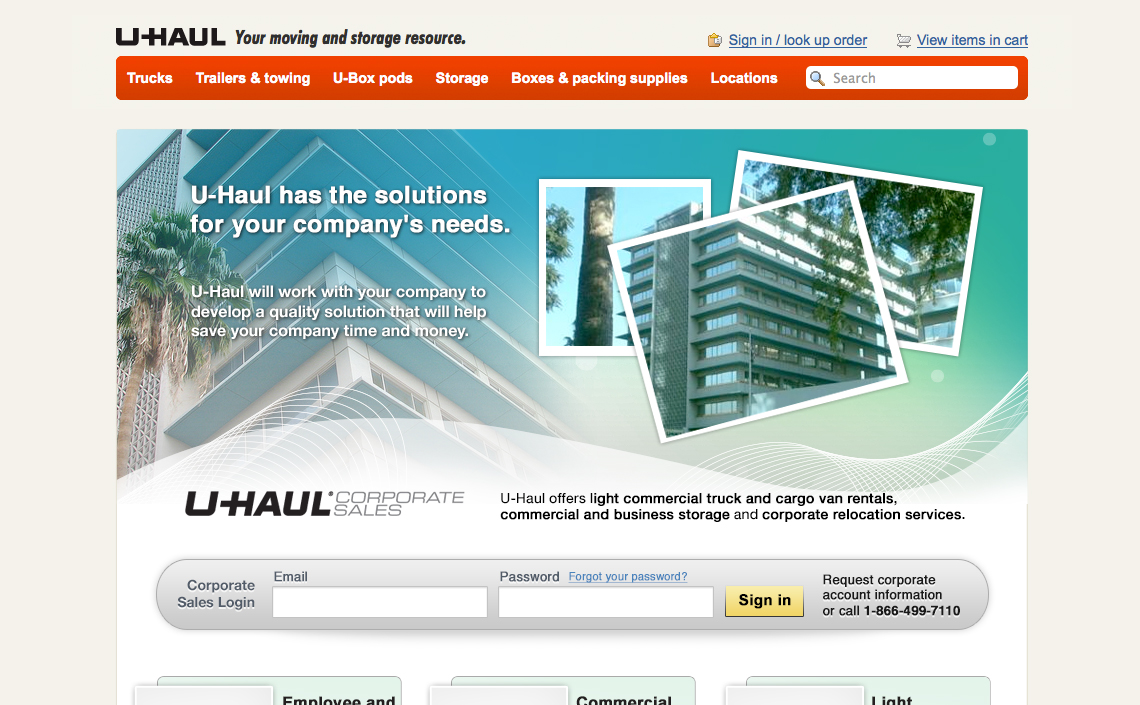 U-HAUL Your moving and storage resource.
Sign in / look up order View items in cart
Trucks Trailers & towing U-Box pods Storage Boxes & packing supplies Locations Search
U-Haul has the solutions
for your company's needs.
U-Haul will work with your company to
develop a quality solution that will help
save your company time and money.
U-HAUL® CORPORATE
SALES
U-Haul offers light commercial truck and cargo van rentals,
commercial and business storage and corporate relocation services.
Corporate
Sales Login
Email
Password Forgot your password?
Sign in
Request corporate
account information
or call 1-866-499-7110
Employee and
Commercial
Light